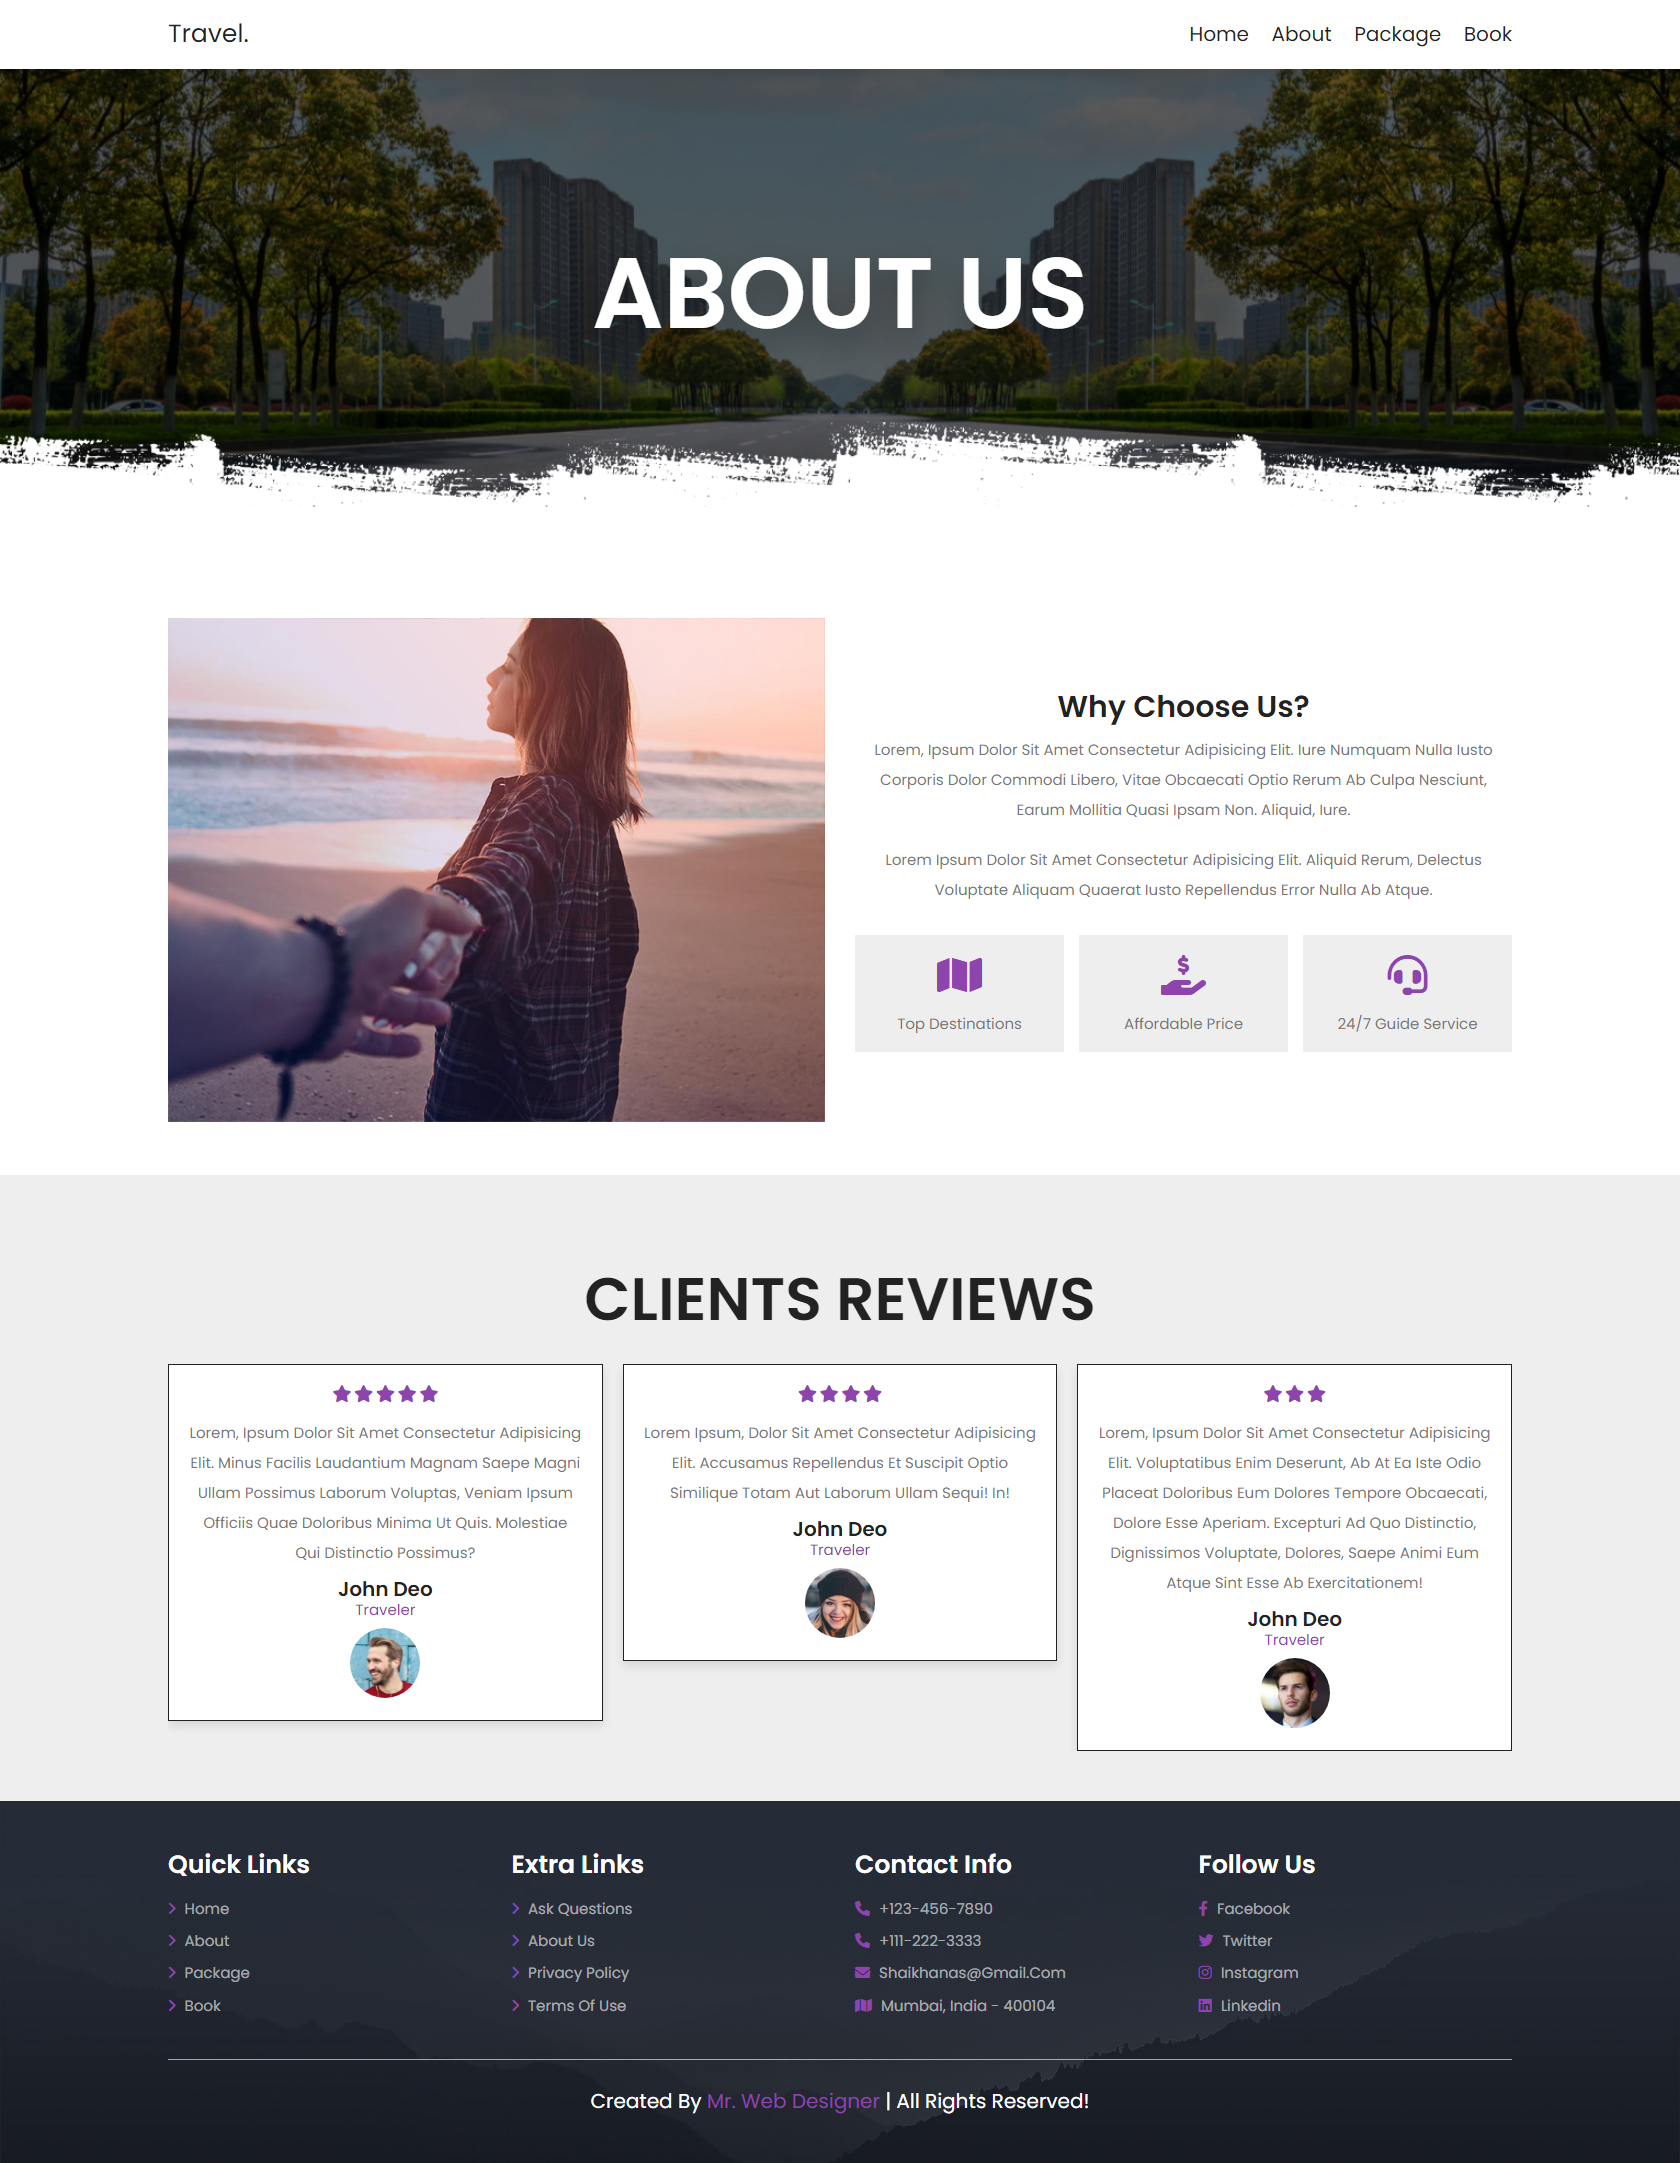 Travel.
Home About Package Book
ABOUT US
Why Choose Us?
Lorem, Ipsum Dolor Sit Amet Consectetur Adipisicing Elit. Iure Numquam Nulla Iusto
Corporis Dolor Commodi Libero, Vitae Obcaecati Optio Rerum Ab Culpa Nesciunt,
Earum Mollitia Quasi Ipsam Non. Aliquid, Iure.
Lorem Ipsum Dolor Sit Amet Consectetur Adipisicing Elit. Aliquid Rerum, Delectus
Voluptate Aliquam Quaerat Iusto Repellendus Error Nulla Ab Atque.
Top Destinations
Affordable Price
24/7 Guide Service
CLIENTS REVIEWS
Lorem, Ipsum Dolor Sit Amet Consectetur Adipisicing
Elit. Minus Facilis Laudantium Magnam Saepe Magni
Ullam Possimus Laborum Voluptas, Veniam Ipsum
Officiis Quae Doloribus Minima Ut Quis. Molestiae
Qui Distinctio Possimus?
John Deo
Traveler
Lorem Ipsum, Dolor Sit Amet Consectetur Adipisicing
Elit. Accusamus Repellendus Et Suscipit Optio
Similique Totam Aut Laborum Ullam Sequi! In!
John Deo
Traveler
Lorem, Ipsum Dolor Sit Amet Consectetur Adipisicing
Elit. Voluptatibus Enim Deserunt, Ab At Ea Iste Odio
Placeat Doloribus Eum Dolores Tempore Obcaecati,
Dolore Esse Aperiam. Excepturi Ad Quo Distinctio,
Dignissimos Voluptate, Dolores, Saepe Animi Eum
Atque Sint Esse Ab Exercitationem!
John Deo
Traveler
Quick Links
Home
About
Package
Book
Extra Links
Ask Questions
About Us
Privacy Policy
Terms Of Use
Contact Info
+123-456-7890
+111-222-3333
Shaikhanas@Gmail.Com
Mumbai, India - 400104
Follow Us
Facebook
Twitter
Instagram
Linkedin
Created By Mr. Web Designer | All Rights Reserved!